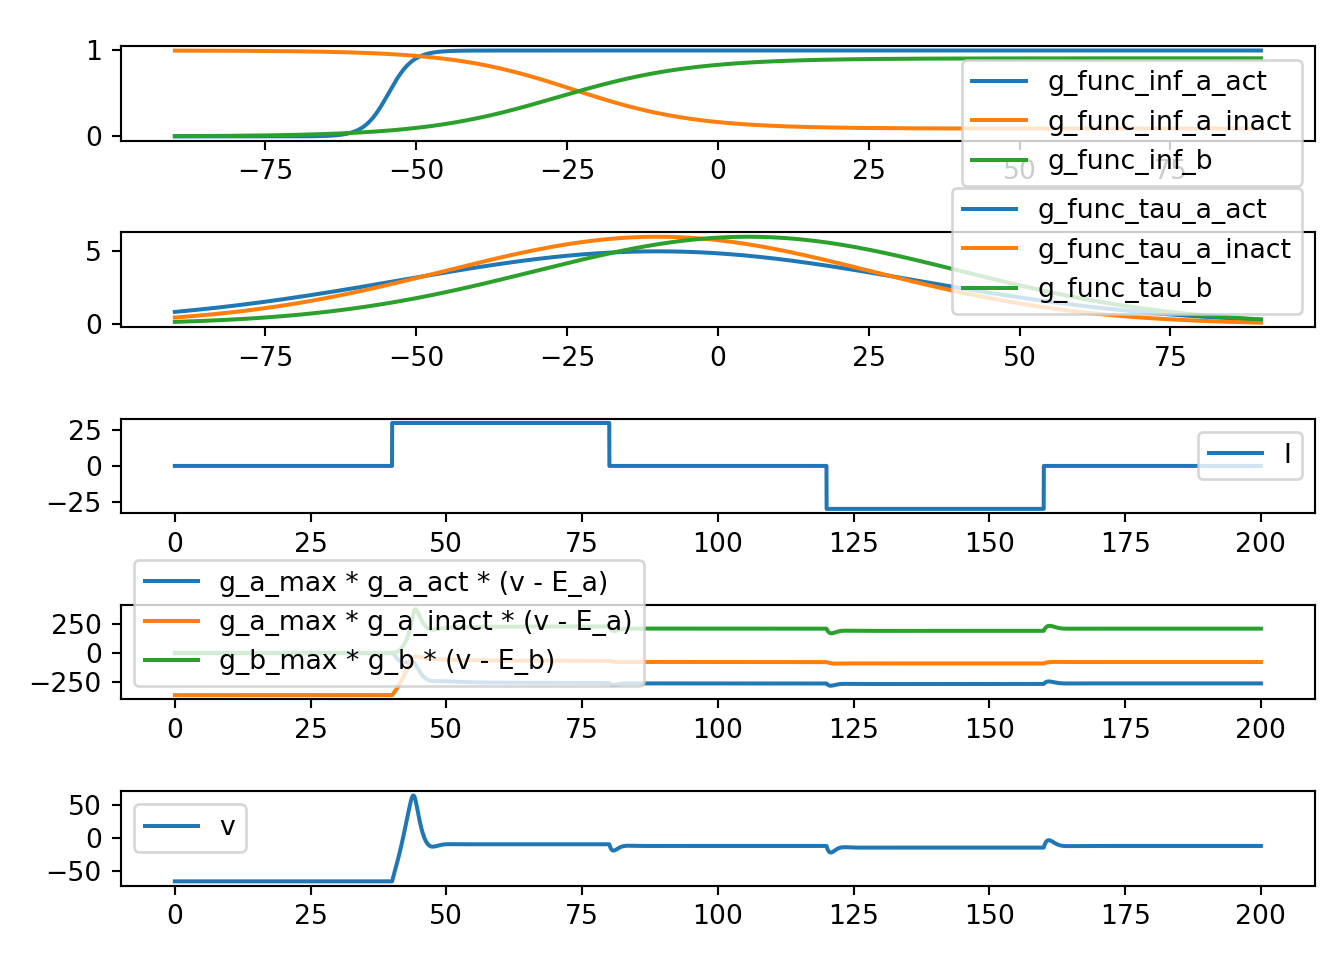 1
0
−75 −50 −25 0 25 50 75
g_func_inf_a_act
g_func_inf_a_inact
g_func_inf_b
5
0
−75 −50 −25 0 25 50 75
g_func_tau_a_act
g_func_tau_a_inact
g_func_tau_b
25
0
−25
0 25 50 75 100 125 150 175 200
I
250
0
−250
0 25 50 75 100 125 150 175 200
g_a_max * g_a_act * (v - E_a)
g_a_max * g_a_inact * (v - E_a)
g_b_max * g_b * (v - E_b)
50
0
−50
0 25 50 75 100 125 150 175 200
v